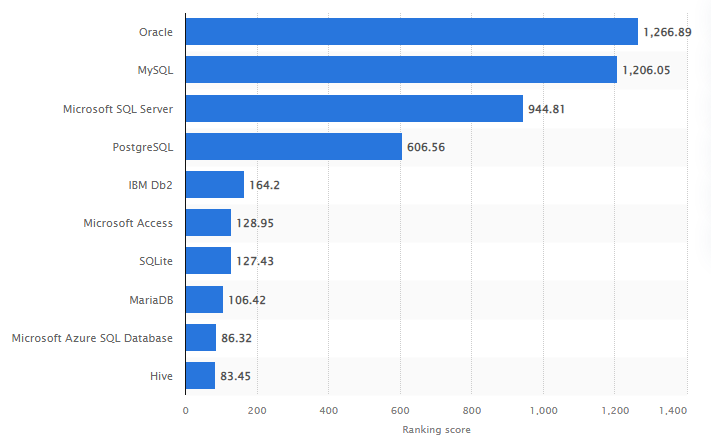 Oracle 1,266.89
MySQL 1,206.05
Microsoft SQL Server 944.81
PostgreSQL 606.56
IBM Db2 164.2
Microsoft Access 128.95
SQLite 127.43
MariaDB 106.42
Microsoft Azure SQL Database 86.32
Hive 83.45
0 200 400 600 800 1,000 1,200 1,400
Ranking score